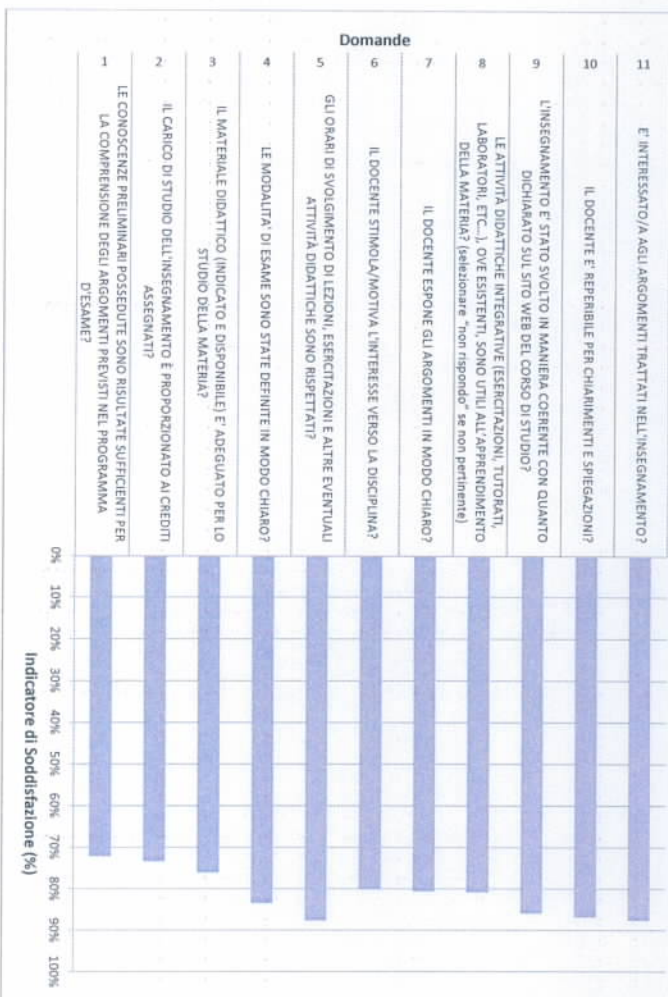 Domande
11
E' INTERESSATO/A AGLI ARGOMENTI TRATTATI NELL'INSEGNAMENTO?
10
IL DOCENTE E' REPERIBILE PER CHIARIMENTI E SPIEGAZIONI?
9
L'INSEGNAMENTO E' STATO SVOLTO IN MANIERA COERENTE CON QUANTO
DICHIARATO SUL SITO WEB DEL CORSO DI STUDIO?
8
LE ATTIVITÀ DIDATTICHE INTEGRATIVE (ESERCITAZIONI, TUTORATI,
LABORATORI, ETC...), OVE ESISTENTI, SONO UTILI ALL'APPRENDIMENTO
DELLA MATERIA? (selezionare "non rispondo" se non pertinente)
7
IL DOCENTE ESPONE GLI ARGOMENTI IN MODO CHIARO?
6
IL DOCENTE STIMOLA/MOTIVA L'INTERESSE VERSO LA DISCIPLINA?
5
GLI ORARI DI SVOLGIMENTO DI LEZIONI, ESERCITAZIONI E ALTRE EVENTUALI
ATTIVITÀ DIDATTICHE SONO RISPETTATI?
4
LE MODALITA' DI ESAME SONO STATE DEFINITE IN MODO CHIARO?
3
IL MATERIALE DIDATTICO (INDICATO E DISPONIBILE) E' ADEGUATO PER LO
STUDIO DELLA MATERIA?
2
IL CARICO DI STUDIO DELL'INSEGNAMENTO È PROPORZIONATO AI CREDITI
ASSEGNATI?
1
LE CONOSCENZE PRELIMINARI POSSEDUTE SONO RISULTATE SUFFICIENTI PER
LA COMPRENSIONE DEGLI ARGOMENTI PREVISTI NEL PROGRAMMA
D'ESAME?
0% 10% 20% 30% 40% 50% 60% 70% 80% 90% 100%
Indicatore di Soddisfazione (%)